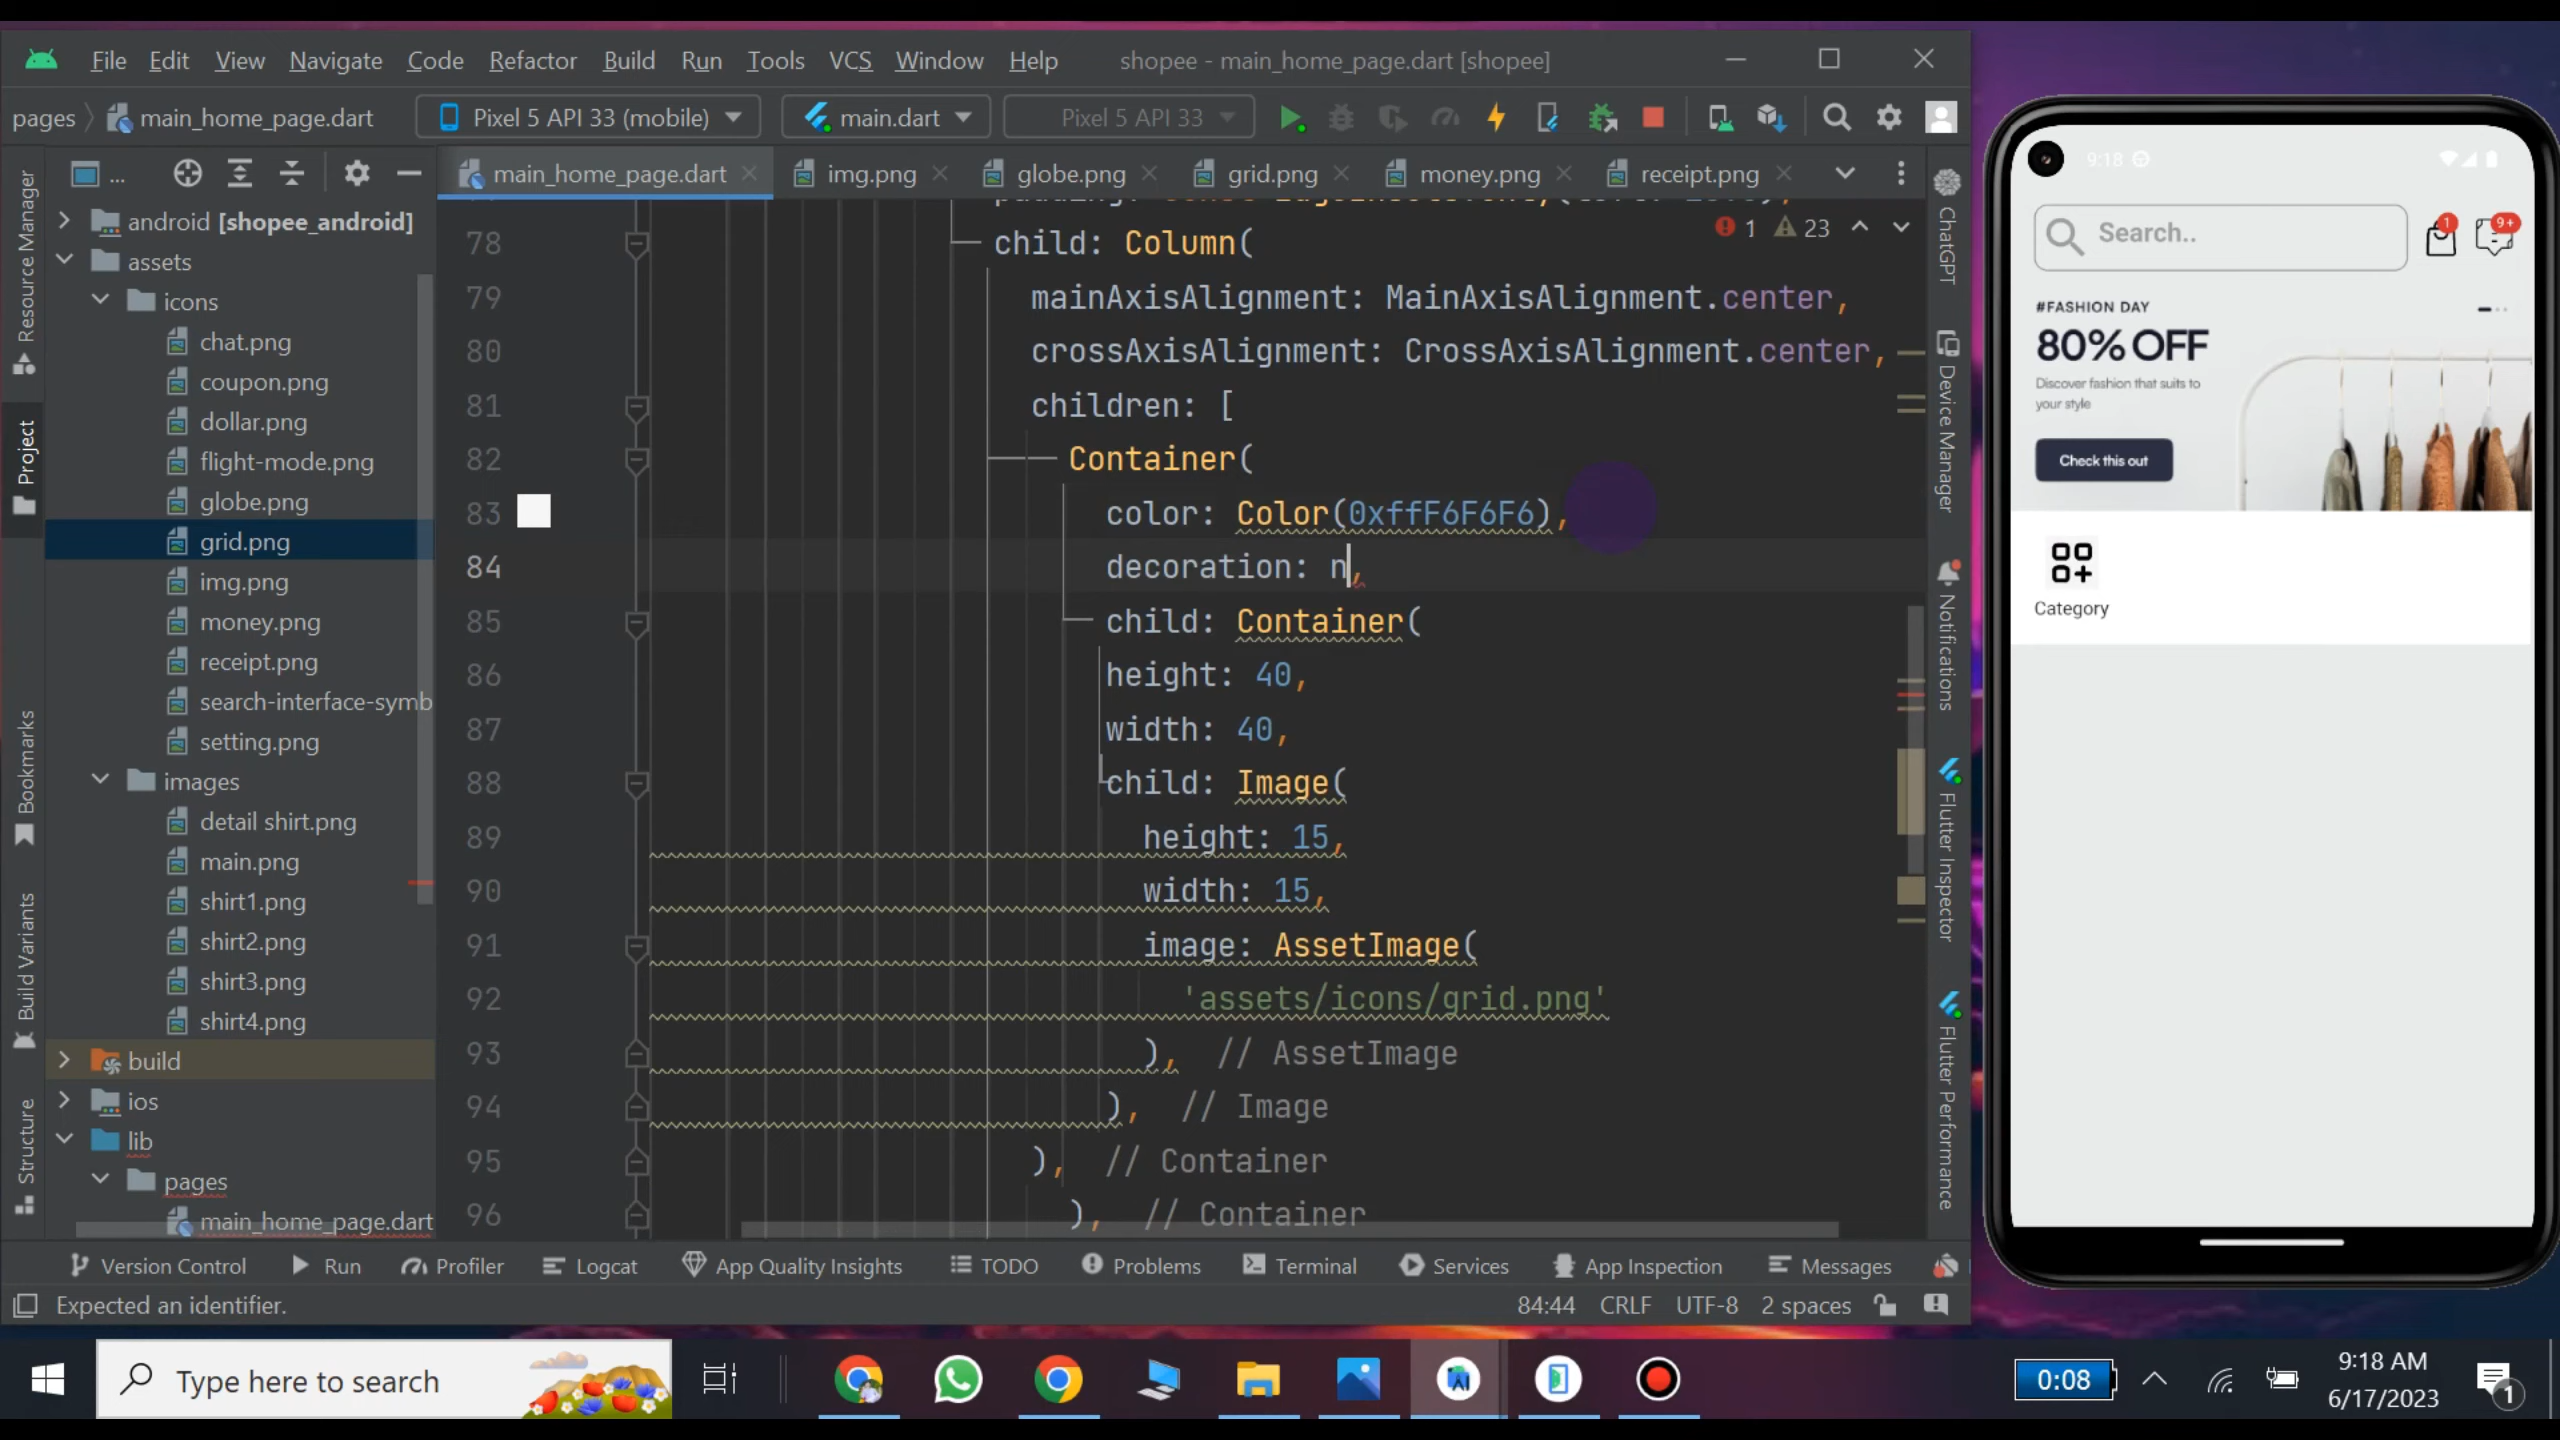 File Edit View Navigate Code Refactor Build Run Tools VCS Window Help shopee - main_home_page.dart [shopee]
pages main_home_page.dart Pixel 5 API 33 (mobile) main.dart Pixel 5 API 33
... main_home_page.dart img.png globe.png grid.png money.png receipt.png
Resource Manager
Project
Bookmarks
Build Variants
Structure
android [shopee_android]
assets
icons
chat.png
coupon.png
dollar.png
flight-mode.png
globe.png
grid.png
img.png
money.png
receipt.png
search-interface-symb
setting.png
images
detail shirt.png
main.png
shirt1.png
shirt2.png
shirt3.png
shirt4.png
build
ios
lib
pages
main_home_page.dart
1 23
78 child: Column(
79 mainAxisAlignment: MainAxisAlignment.center,
80 crossAxisAlignment: CrossAxisAlignment.center,
81 children: [
82 Container(
83 color: Color(0xffF6F6F6),
84 decoration: n,
85 child: Container(
86 height: 40,
87 width: 40,
88 child: Image(
89 height: 15,
90 width: 15,
91 image: AssetImage(
92 'assets/icons/grid.png'
93 ), // AssetImage
94 ), // Image
95 ), // Container
96 ), // Container
ChatGPT
Device Manager
Notifications
Flutter Inspector
Flutter Performance
Version Control Run Profiler Logcat App Quality Insights TODO Problems Terminal Services App Inspection Messages
Expected an identifier. 84:44 CRLF UTF-8 2 spaces
9:18
Search.. 1 9+
#FASHION DAY
80% OFF
Discover fashion that suits to
your style
Check this out
Category
Type here to search
0:08
9:18 AM
6/17/2023
1